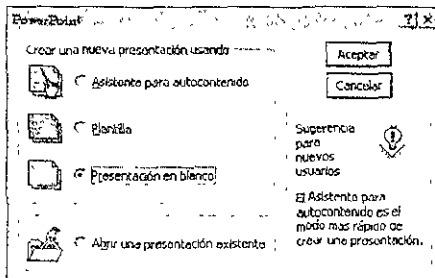 PowerPoint
Crear una nueva presentación usando
Asistente para autocontenido
Plantilla
Presentación en blanco
Abrir una presentación existente
Aceptar
Cancelar
Sugerencia
para
nuevos
usuarios
El Asistente para
autocontenido es el
modo mas rápido de
crear una presentación.